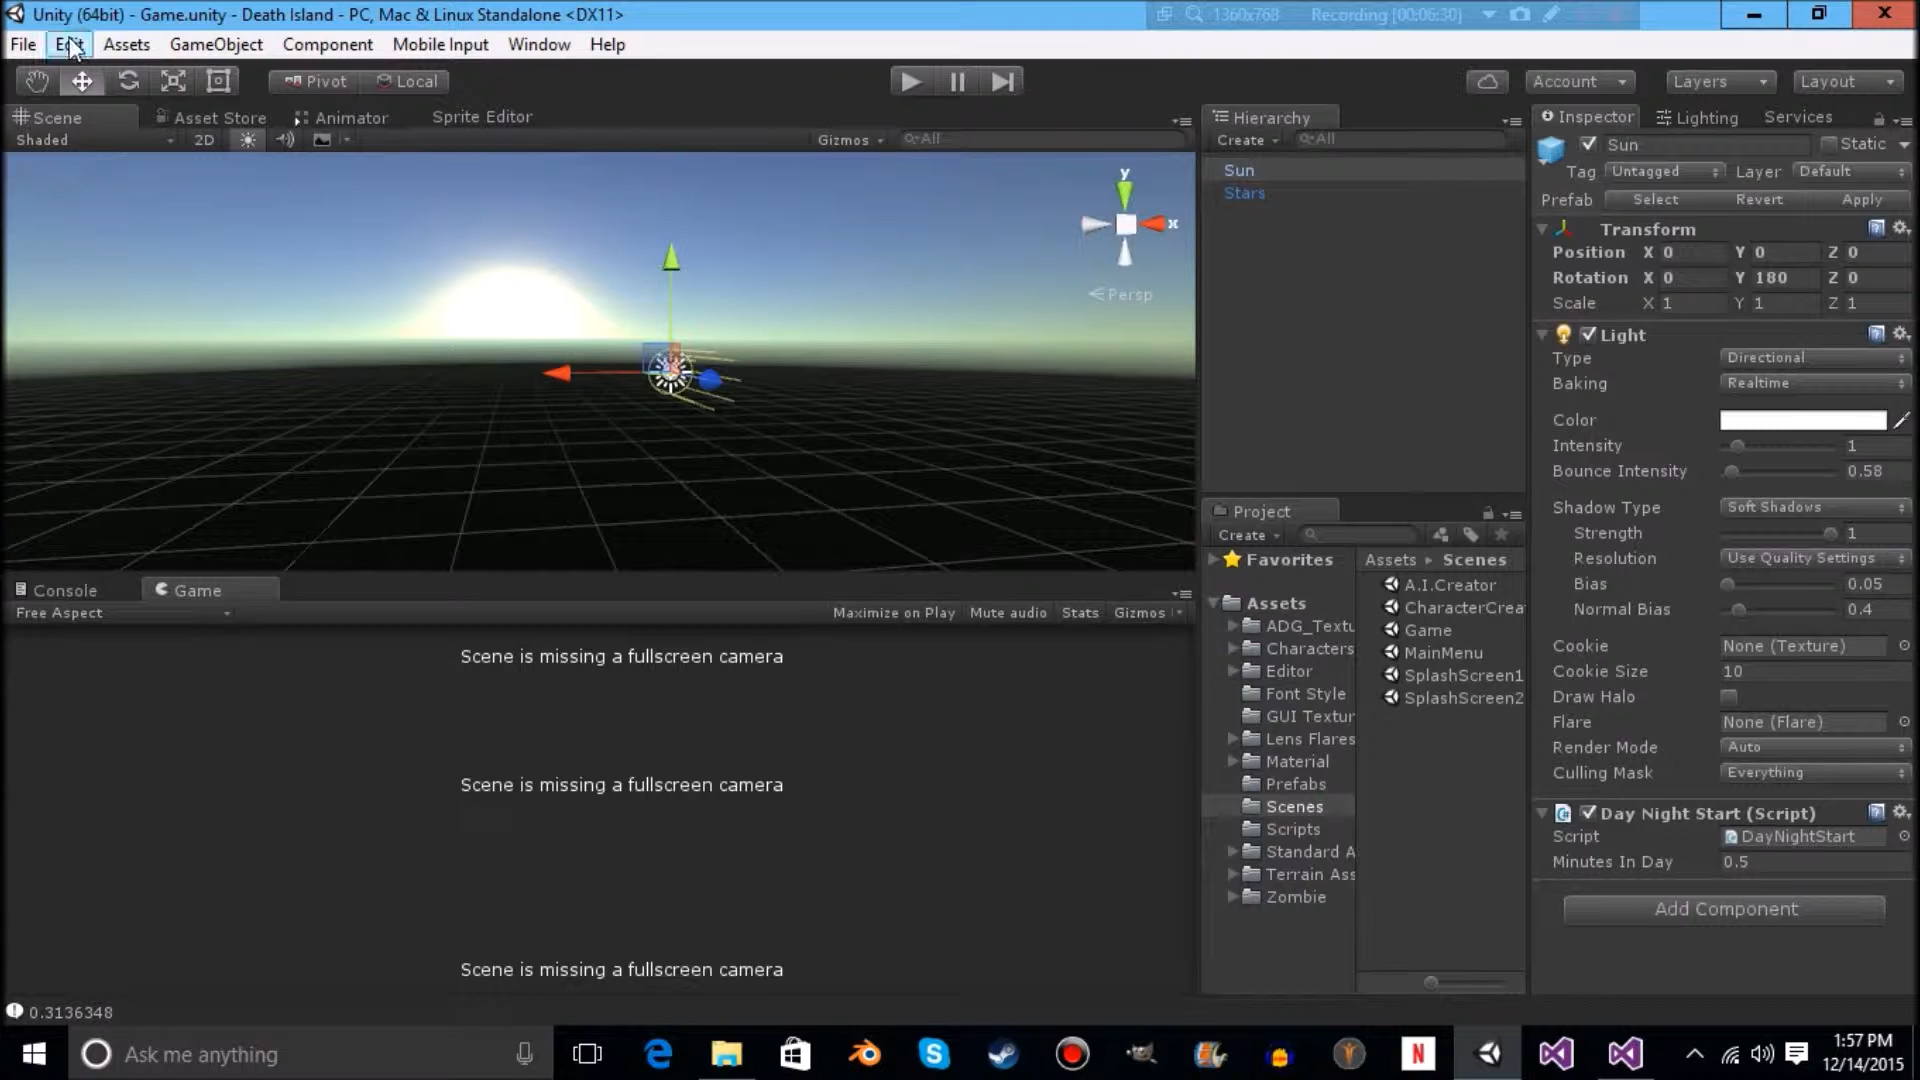 Unity (64bit) - Game.unity - Death Island - PC, Mac & Linux Standalone <DX11>
1360x768 Recording [00:06:30]
File Edit Assets GameObject Component Mobile Input Window Help
Pivot Local Account Layers Layout
Scene Asset Store Animator Sprite Editor
Shaded 2D Gizmos All
y
x
Persp
Console Game
Free Aspect Maximize on Play Mute audio Stats Gizmos
Scene is missing a fullscreen camera
Scene is missing a fullscreen camera
Scene is missing a fullscreen camera
0.3136348
Hierarchy
Create All
Sun
Stars
Project
Create
Favorites
Assets
ADG_Textu
Characters
Editor
Font Style
GUI Textur
Lens Flares
Material
Prefabs
Scenes
Scripts
Standard A
Terrain Ass
Zombie
Assets Scenes
A.I.Creator
CharacterCrea
Game
MainMenu
SplashScreen1
SplashScreen2
Inspector Lighting Services
Sun Static
Tag Untagged Layer Default
Prefab Select Revert Apply
Transform
Position X 0 Y 0 Z 0
Rotation X 0 Y 180 Z 0
Scale X 1 Y 1 Z 1
Light
Type Directional
Baking Realtime
Color
Intensity 1
Bounce Intensity 0.58
Shadow Type Soft Shadows
Strength 1
Resolution Use Quality Settings
Bias 0.05
Normal Bias 0.4
Cookie None (Texture)
Cookie Size 10
Draw Halo
Flare None (Flare)
Render Mode Auto
Culling Mask Everything
Day Night Start (Script)
Script DayNightStart
Minutes In Day 0.5
Add Component
Ask me anything
N
1:57 PM
12/14/2015